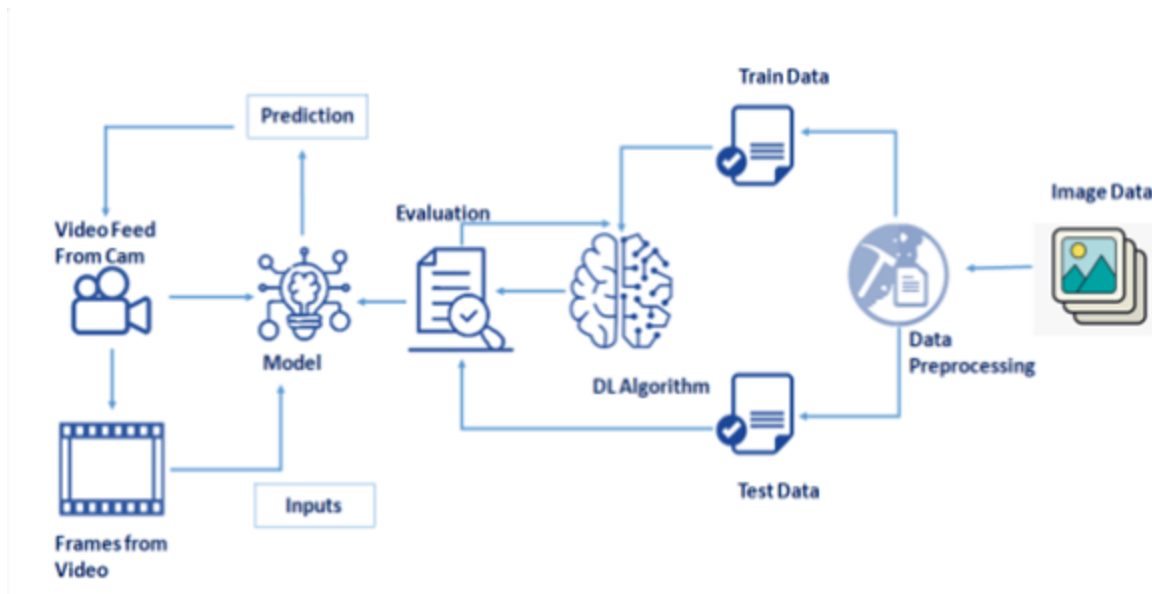 Train Data
Prediction
Image Data
Evaluation
Video Feed
From Cam
Data
Preprocessing
Model
DL Algorithm
Test Data
Inputs
Frames from
Video